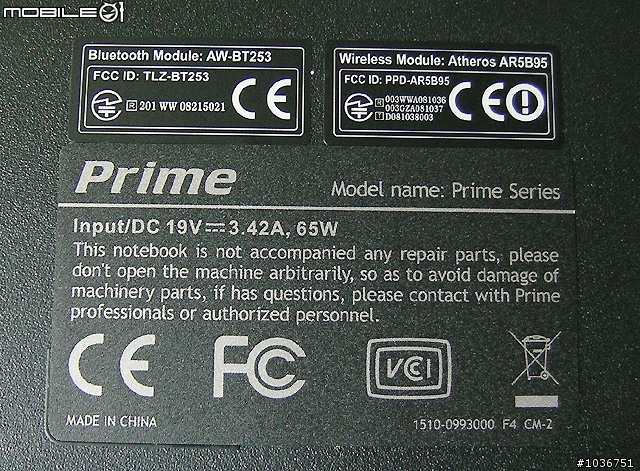 MOBILE01
Bluetooth Module: AW-BT253
FCC ID: TLZ-BT253
R 201 WW 08215021
CE
Wireless Module: Atheros AR5B95
FCC ID: PPD-AR5B95
R 003WWA081036
003GZA081037
T D081038003
CE
Prime
Model name: Prime Series
Input/DC 19V⎓3.42A, 65W
This notebook is not accompanied any repair parts, please
don't open the machine arbitrarily, so as to avoid damage of
machinery parts, if has questions, please contact with Prime
professionals or authorized personnel.
CE FC VCCI
MADE IN CHINA
1510-0993000 F4 CM-2
#1036751